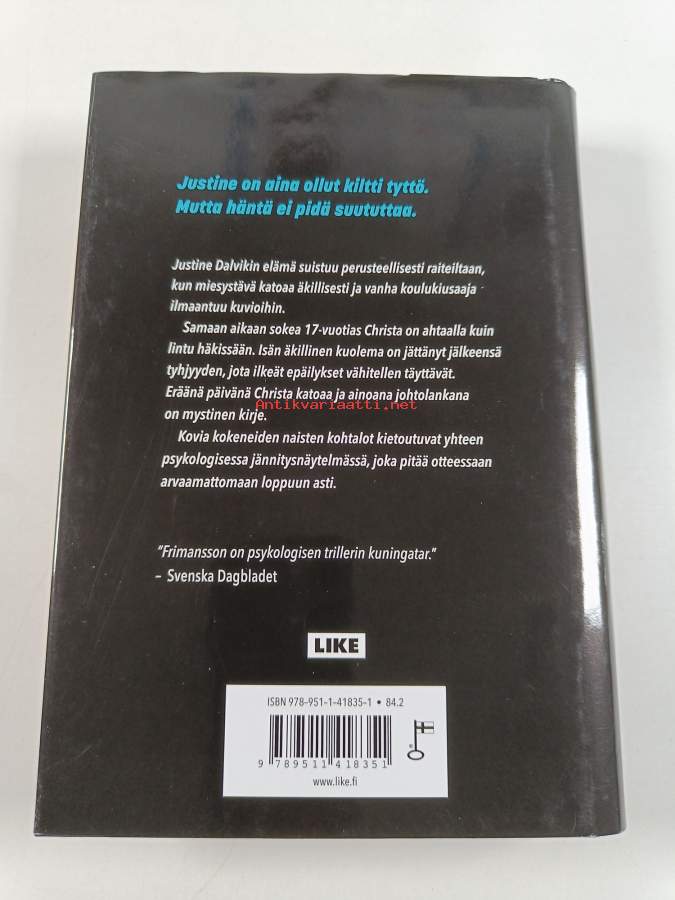 Justine on aina ollut kiltti tyttö.
Mutta häntä ei pidä suututtaa.
Justine Dalvikin elämä suistuu perusteellisesti raiteiltaan,
kun miesystävä katoaa äkillisesti ja vanha koulukiusaaja
ilmaantuu kuvioihin.
Samaan aikaan sokea 17-vuotias Christa on ahtaalla kuin
lintu häkissään. Isän äkillinen kuolema on jättänyt jälkeensä
tyhjyyden, jota ilkeät epäilykset vähitellen täyttävät.
Eräänä päivänä Christa katoaa ja ainoana johtolankana
Antikvariaatti.net
on mystinen kirje.
Kovia kokeneiden naisten kohtalot kietoutuvat yhteen
psykologisessa jännitysnäytelmässä, joka pitää otteessaan
arvaamattomaan loppuun asti.
"Frimansson on psykologisen trillerin kuningatar."
– Svenska Dagbladet
LIKE
ISBN 978-951-1-41835-1 • 84.2
9 789511 418351
www.like.fi